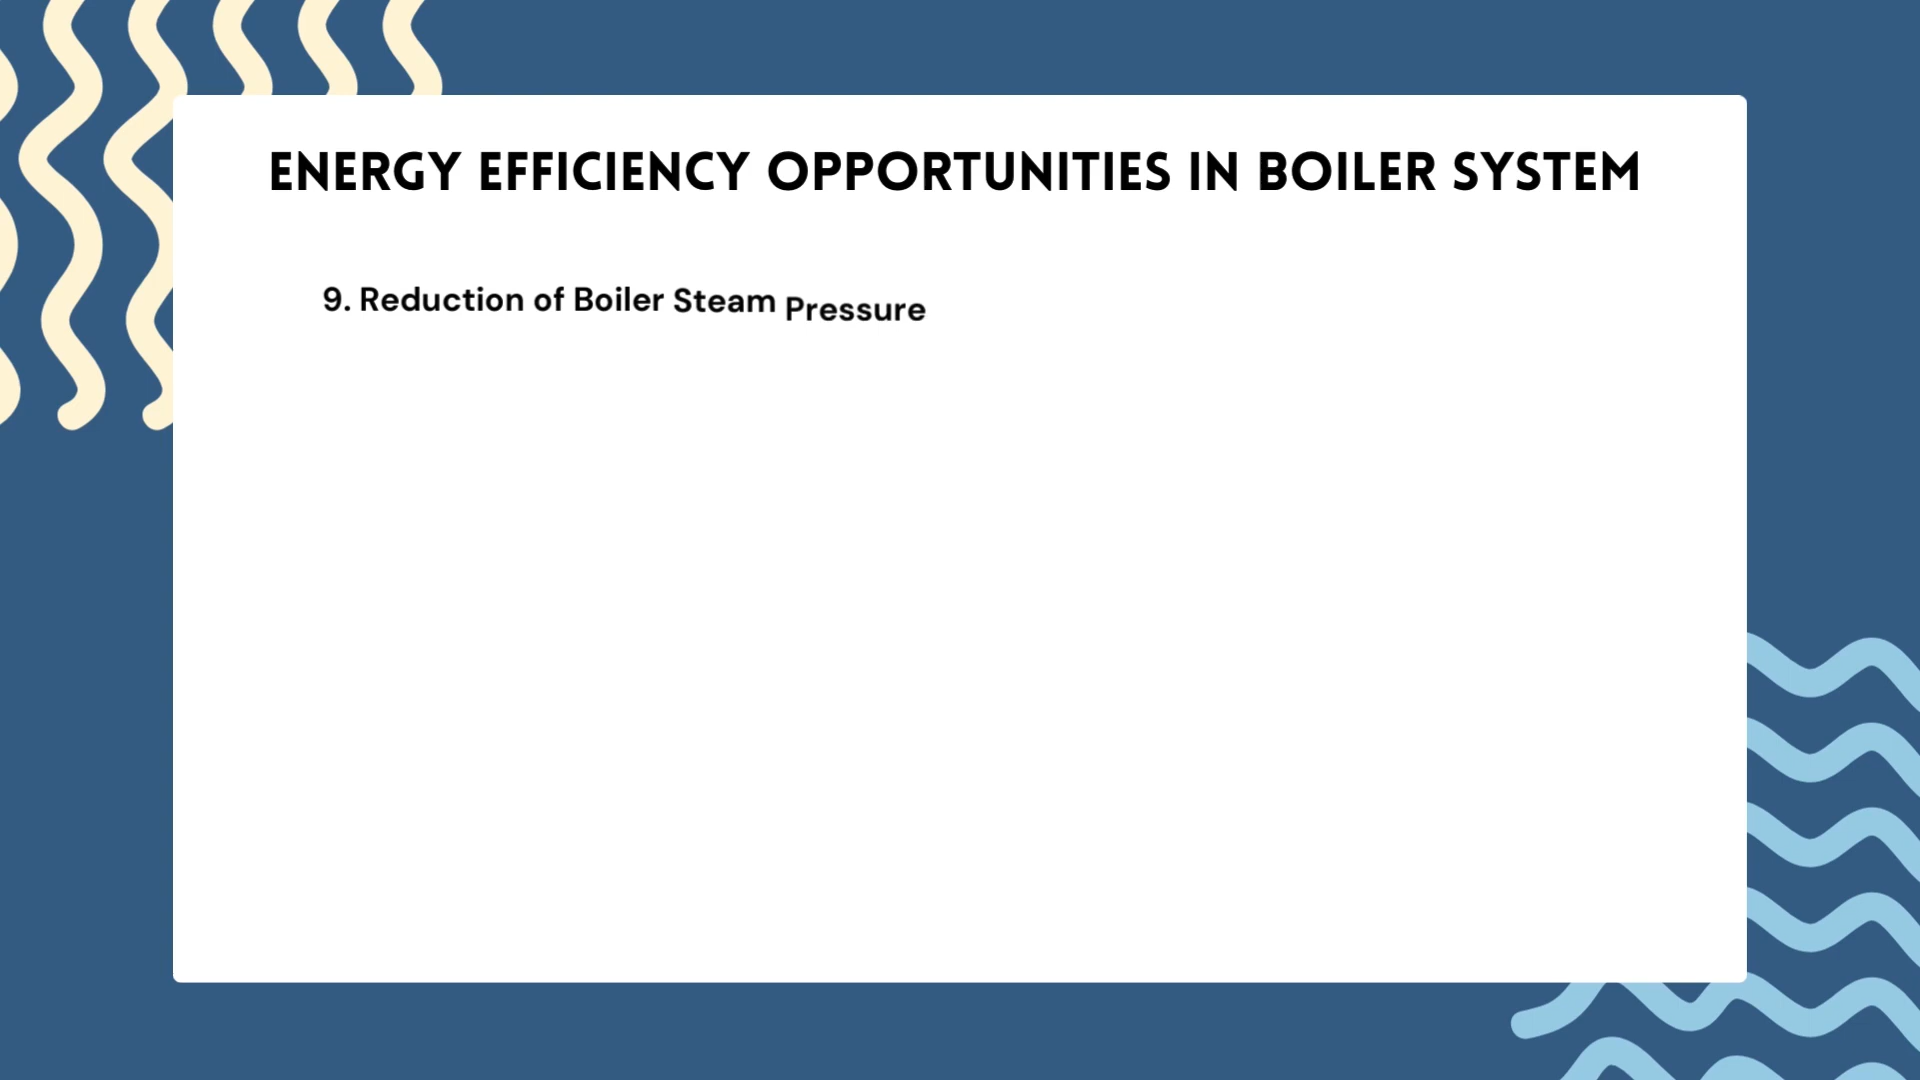 ENERGY EFFICIENCY OPPORTUNITIES IN BOILER SYSTEM
9. Reduction of Boiler Steam Pressure